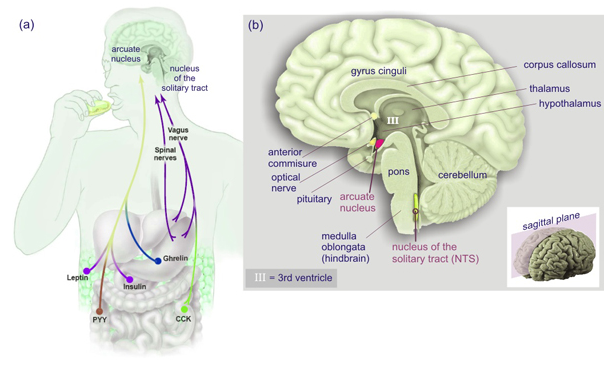 (a)
arcuate
nucleus
nucleus
of the
solitary tract
Vagus
nerve
Spinal
nerves
Ghrelin
Leptin
Insulin
PYY
CCK
(b)
corpus callosum
gyrus cinguli
thalamus
hypothalamus
III
anterior
commisure
optical
nerve
pituitary
pons
cerebellum
arcuate
nucleus
medulla
oblongata
(hindbrain)
nucleus of the
solitary tract (NTS)
sagittal plane
III = 3rd ventricle